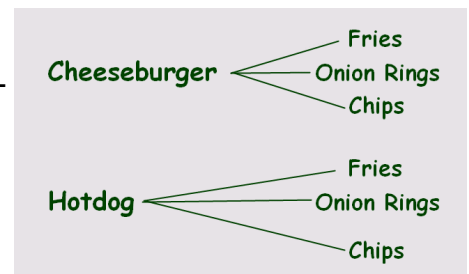 Fries
Cheeseburger
Onion Rings
Chips
Fries
Hotdog
Onion Rings
Chips